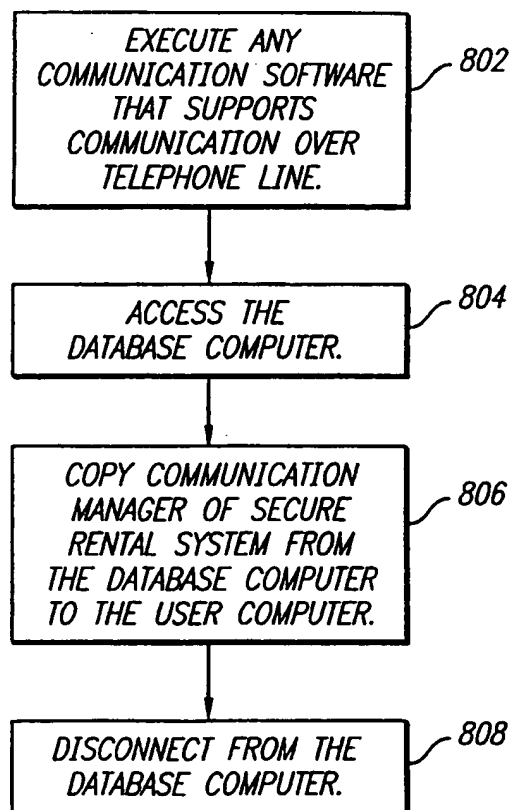 EXECUTE ANY
COMMUNICATION SOFTWARE
THAT SUPPORTS
COMMUNICATION OVER
TELEPHONE LINE.
802
ACCESS THE
DATABASE COMPUTER.
804
COPY COMMUNICATION
MANAGER OF SECURE
RENTAL SYSTEM FROM
THE DATABASE COMPUTER
TO THE USER COMPUTER.
806
DISCONNECT FROM THE
DATABASE COMPUTER.
808